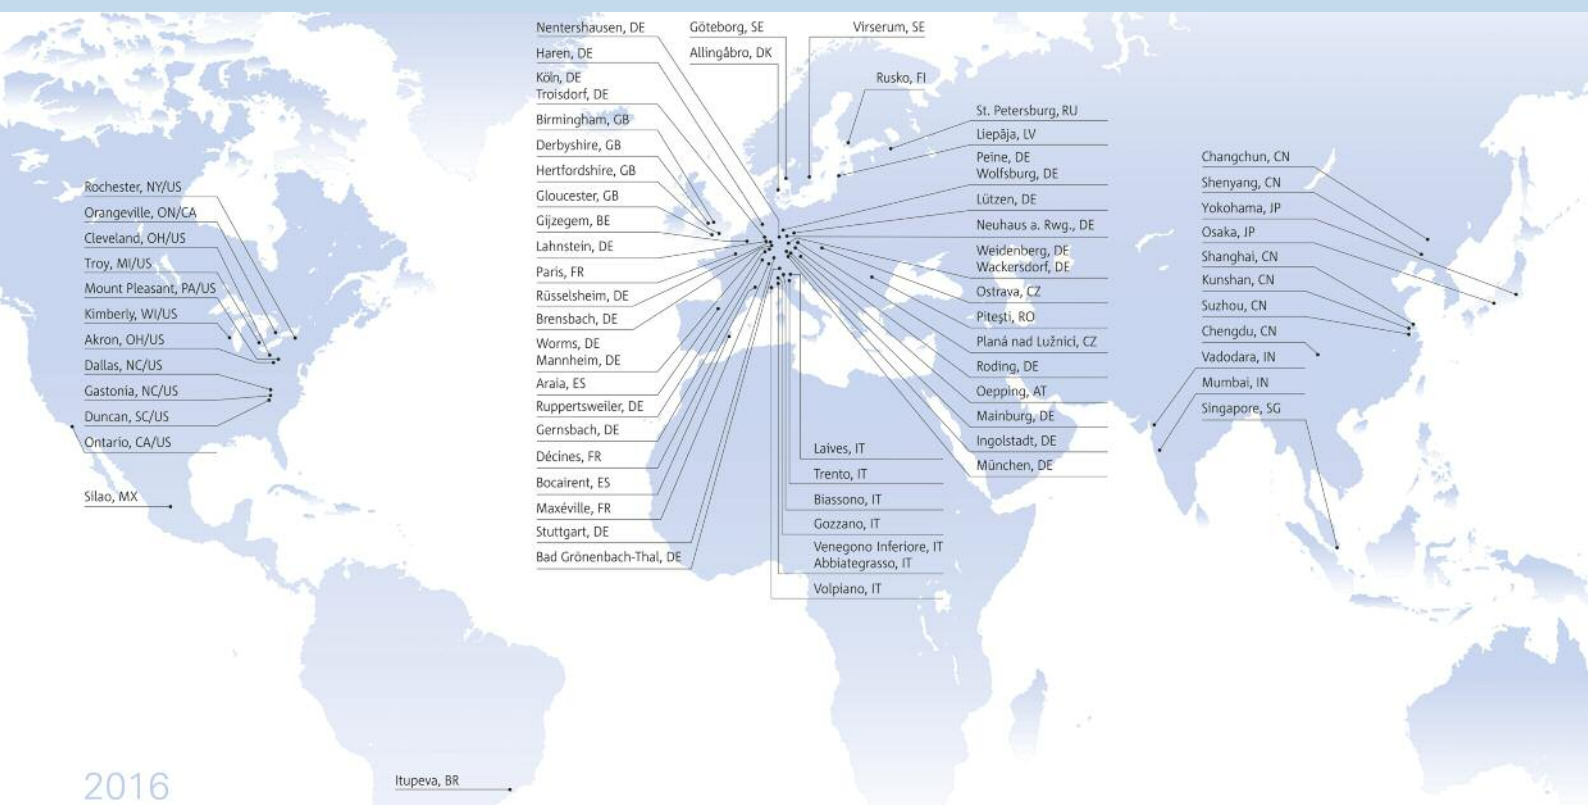 Nentershausen, DE
Haren, DE
Köln, DE
Troisdorf, DE
Birmingham, GB
Derbyshire, GB
Hertfordshire, GB
Gloucester, GB
Gijzegem, BE
Lahnstein, DE
Paris, FR
Rüsselsheim, DE
Brensbach, DE
Worms, DE
Mannheim, DE
Araia, ES
Ruppertsweiler, DE
Gernsbach, DE
Décines, FR
Bocairent, ES
Maxéville, FR
Stuttgart, DE
Bad Grönenbach-Thal, DE
Göteborg, SE
Allingåbro, DK
Virserum, SE
Rusko, FI
St. Petersburg, RU
Liepāja, LV
Peine, DE
Wolfsburg, DE
Lützen, DE
Neuhaus a. Rwg., DE
Weidenberg, DE
Wackersdorf, DE
Ostrava, CZ
Pitești, RO
Planá nad Lužnicí, CZ
Roding, DE
Oepping, AT
Mainburg, DE
Ingolstadt, DE
München, DE
Laives, IT
Trento, IT
Biassono, IT
Gozzano, IT
Venegono Inferiore, IT
Abbiategrasso, IT
Volpiano, IT
Changchun, CN
Shenyang, CN
Yokohama, JP
Osaka, JP
Shanghai, CN
Kunshan, CN
Suzhou, CN
Chengdu, CN
Vadodara, IN
Mumbai, IN
Singapore, SG
Rochester, NY/US
Orangeville, ON/CA
Cleveland, OH/US
Troy, MI/US
Mount Pleasant, PA/US
Kimberly, WI/US
Akron, OH/US
Dallas, NC/US
Gastonia, NC/US
Duncan, SC/US
Ontario, CA/US
Silao, MX
Itupeva, BR
2016